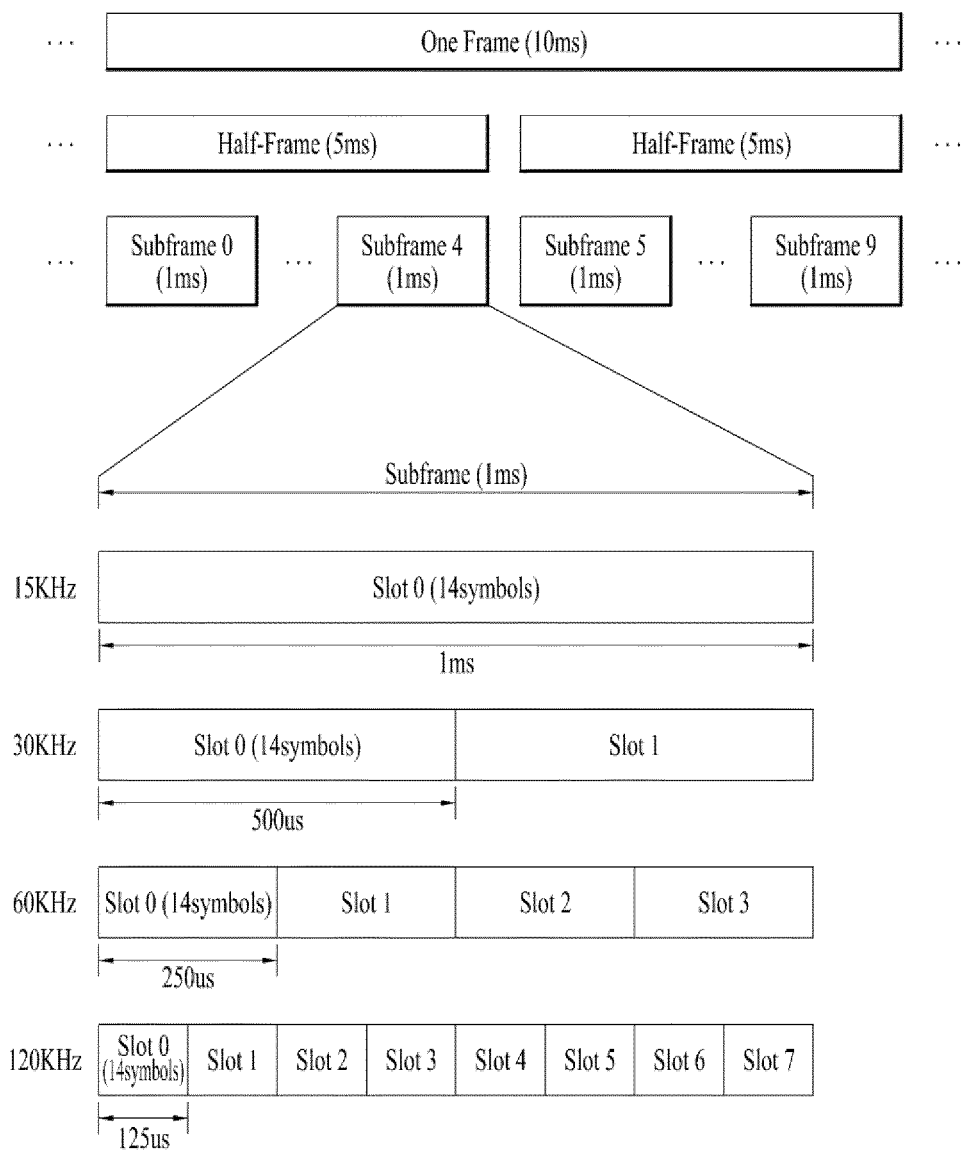 ... One Frame (10ms) ...
... Half-Frame (5ms) Half-Frame (5ms) ...
... Subframe 0 (1ms) ... Subframe 4 (1ms) Subframe 5 (1ms) ... Subframe 9 (1ms) ...
Subframe (1ms)
15KHz Slot 0 (14symbols)
1ms
30KHz Slot 0 (14symbols) Slot 1
500us
60KHz Slot 0 (14symbols) Slot 1 Slot 2 Slot 3
250us
120KHz Slot 0 (14symbols) Slot 1 Slot 2 Slot 3 Slot 4 Slot 5 Slot 6 Slot 7
125us